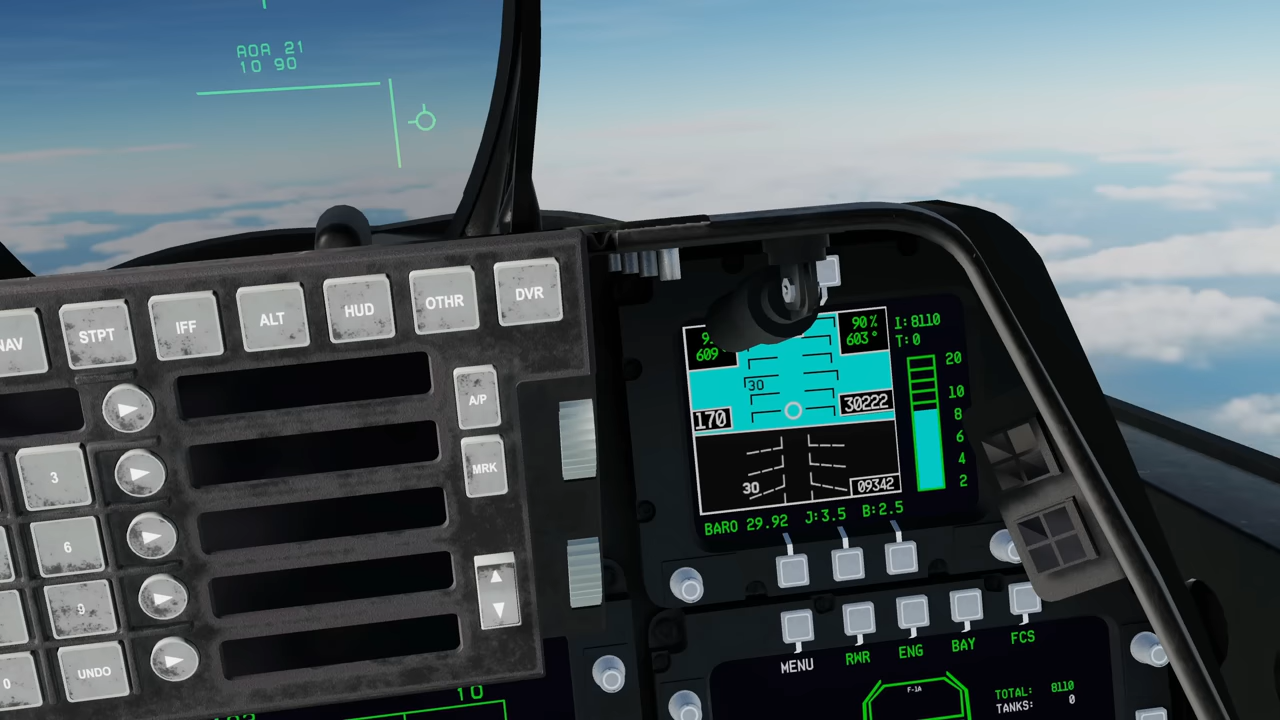 AOA 21
10 90
NAV
STPT
IFF
ALT
HUD
OTHR
DVR
A/P
MRK
3
6
9
0
UNDO
609
90%
603°
I:8110
T:0
30
170
30222
30
09342
20
10
8
6
4
2
BARO 29.92
J:3.5
B:2.5
MENU
RWR
ENG
BAY
FCS
10
F-1A
TOTAL: 8110
TANKS: 0